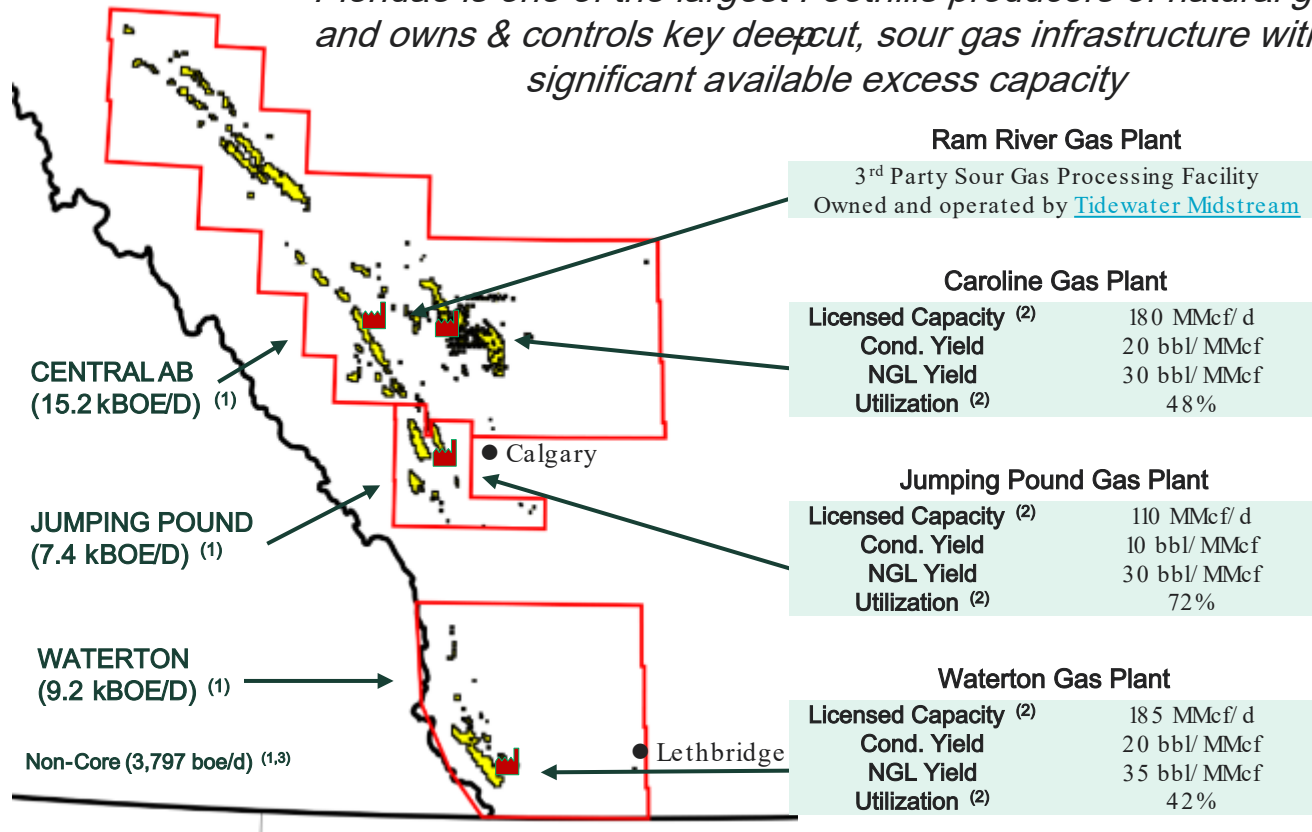 and owns & controls key deep-cut, sour gas infrastructure with
significant available excess capacity
Ram River Gas Plant
3rd Party Sour Gas Processing Facility
Owned and operated by Tidewater Midstream
Caroline Gas Plant
Licensed Capacity (2) 180 MMcf/d
Cond. Yield 20 bbl/MMcf
NGL Yield 30 bbl/MMcf
Utilization (2) 48%
CENTRAL AB
(15.2 kBOE/D) (1)
Calgary
Jumping Pound Gas Plant
Licensed Capacity (2) 110 MMcf/d
Cond. Yield 10 bbl/MMcf
NGL Yield 30 bbl/MMcf
Utilization (2) 72%
JUMPING POUND
(7.4 kBOE/D) (1)
WATERTON
(9.2 kBOE/D) (1)
Waterton Gas Plant
Licensed Capacity (2) 185 MMcf/d
Cond. Yield 20 bbl/MMcf
NGL Yield 35 bbl/MMcf
Utilization (2) 42%
Lethbridge
Non-Core (3,797 boe/d) (1,3)